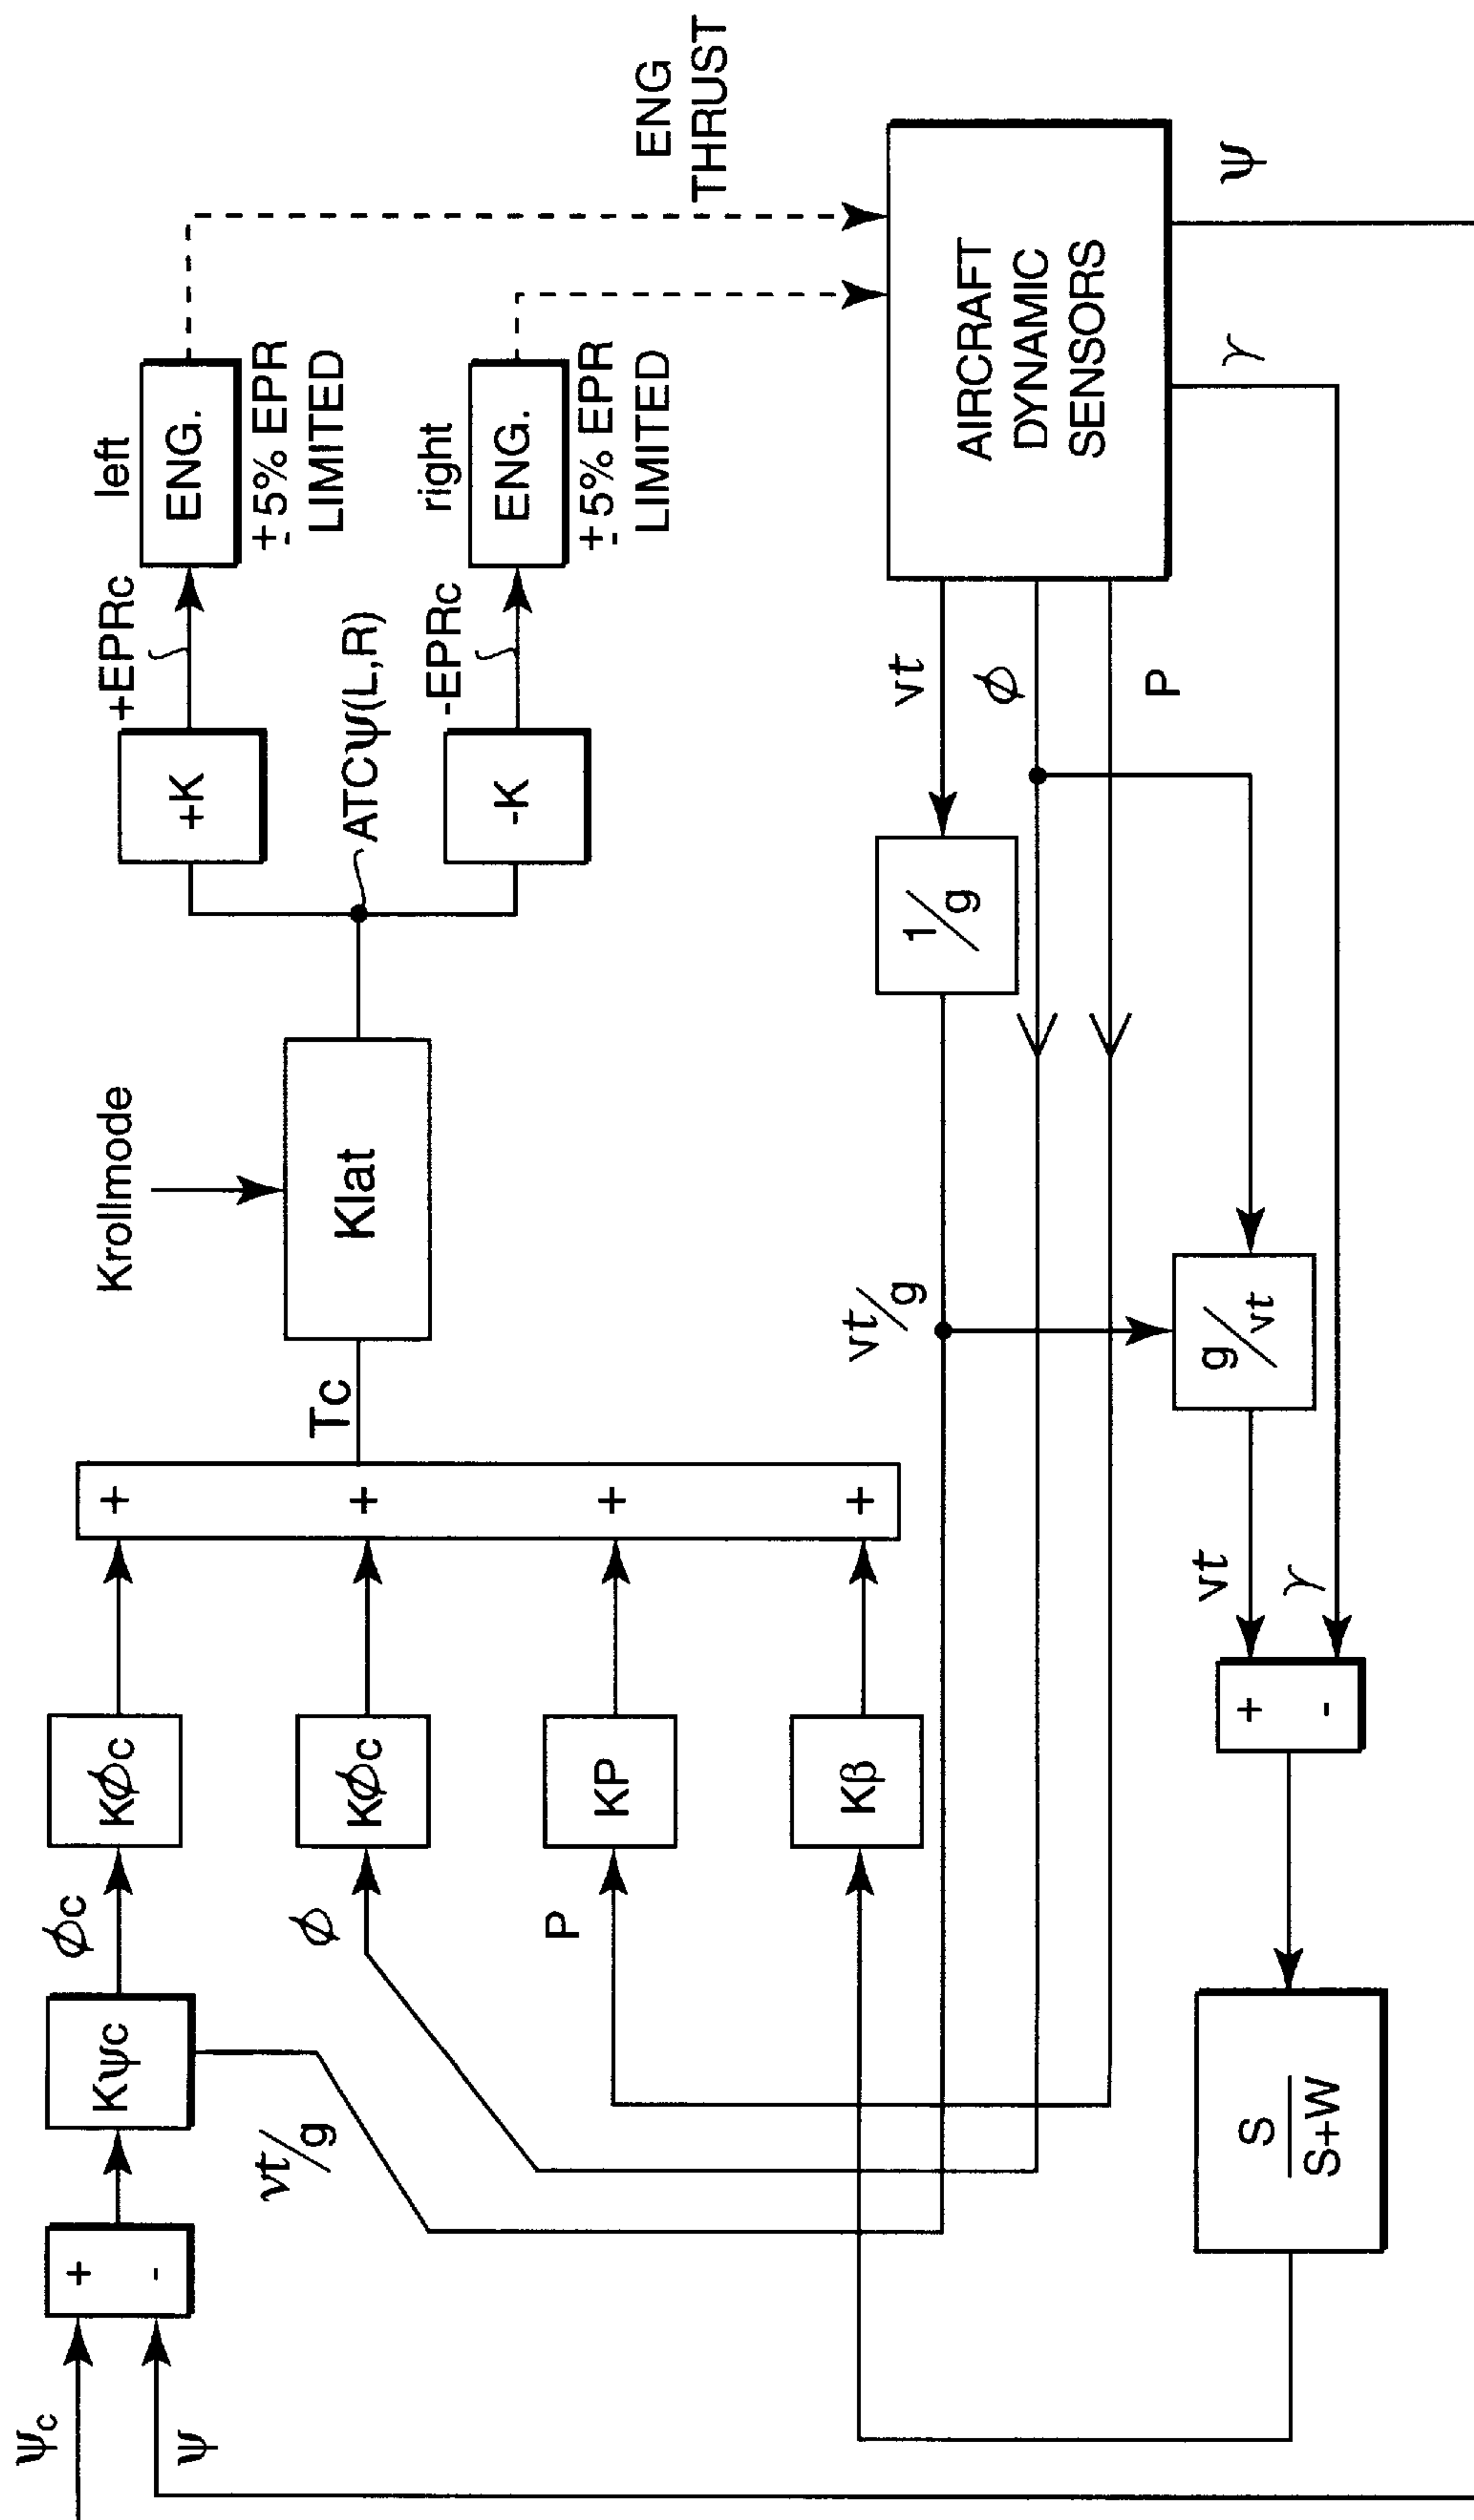 ψc
ψ
+
-
Kψc
vt/g
ϕc
ϕ
P
Kϕc
Kϕc
KP
Kβ
+
+
+
+
Tc
Krollmode
Klat
ATCψ(L,R)
+K
-K
+EPRc
-EPRc
left
ENG.
±5% EPR
LIMITED
right
ENG.
±5% EPR
LIMITED
ENG
THRUST
AIRCRAFT
DYNAMIC
SENSORS
vt
ϕ
P
γ
ψ
1/g
vt/g
g/vt
vt
γ
+
-
S
S+W